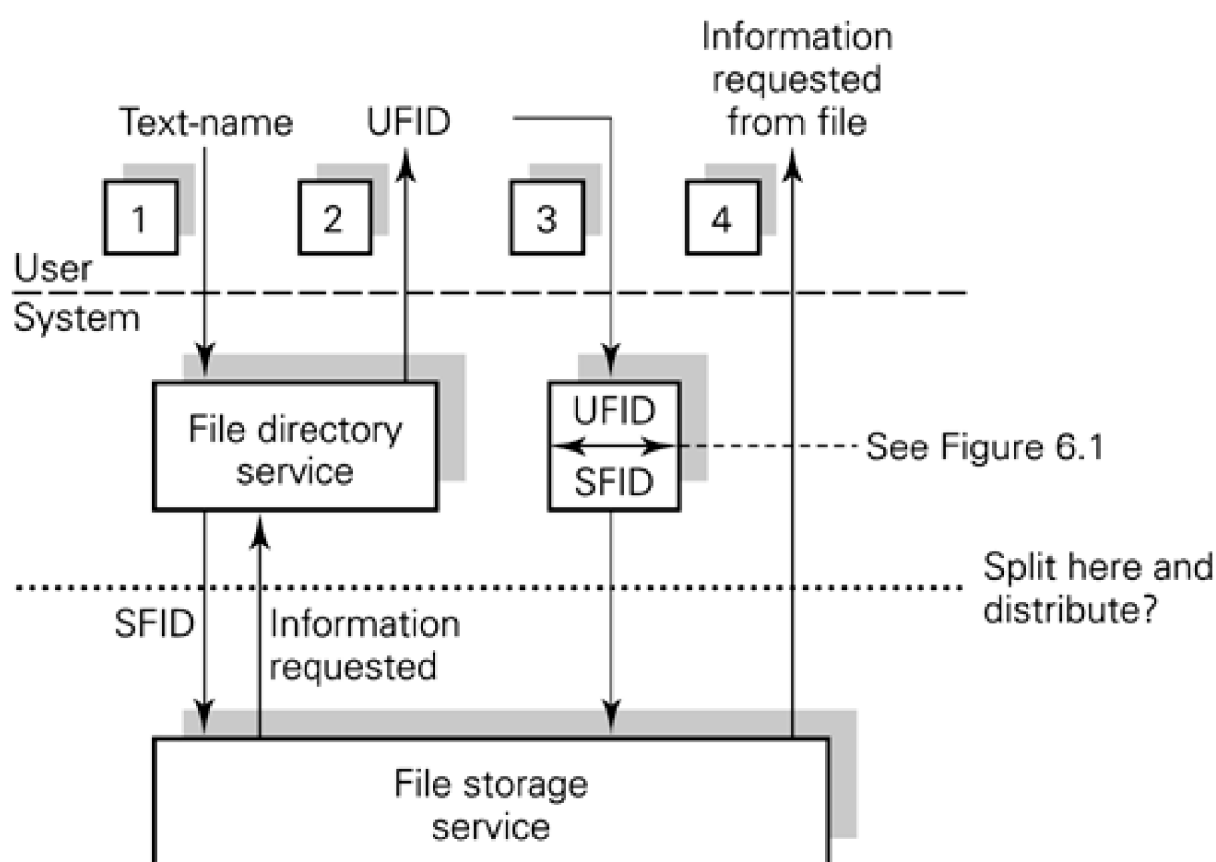 Information
requested
from file
Text-name
UFID
1
2
3
4
User
System
File directory
service
UFID
SFID
See Figure 6.1
Split here and
distribute?
SFID
Information
requested
File storage
service